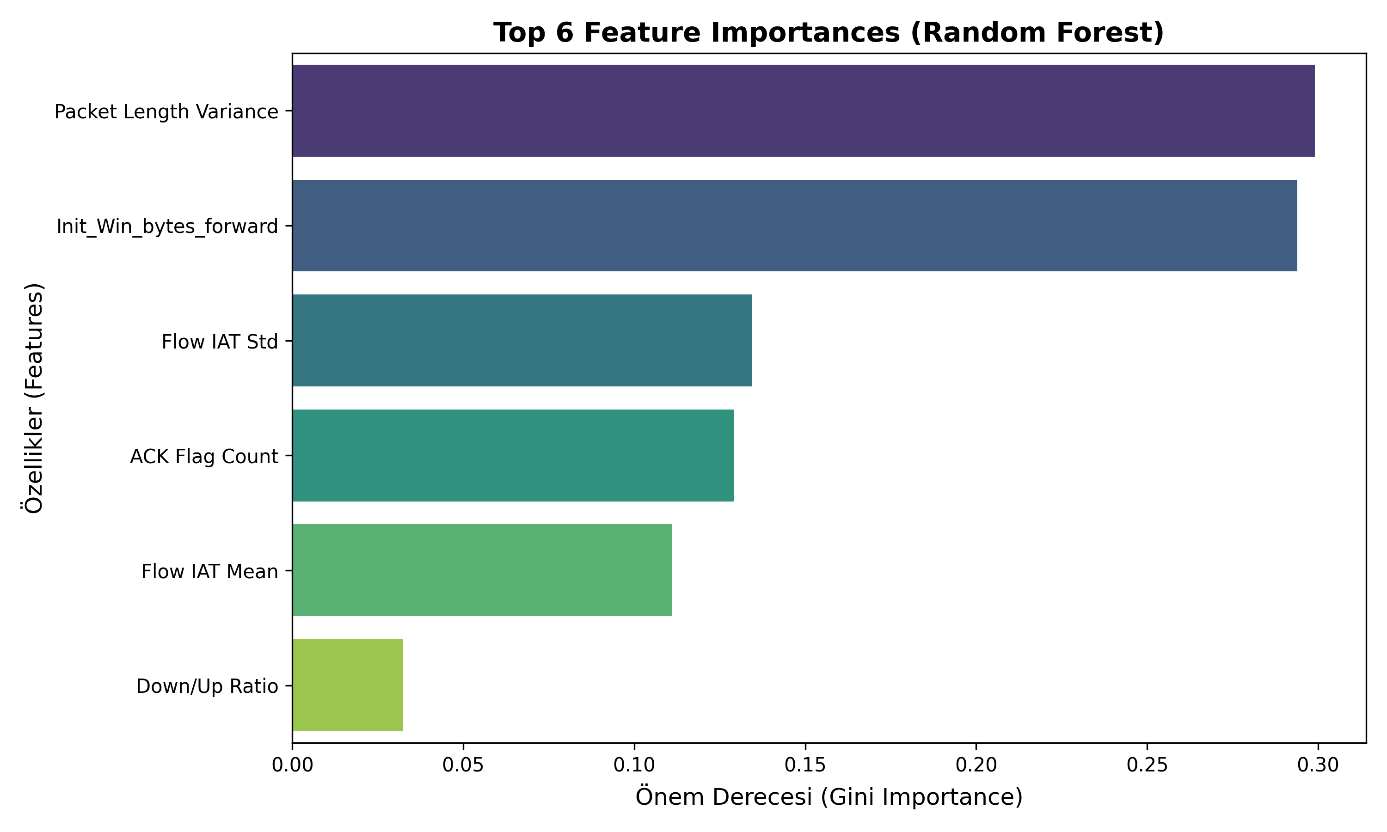 Top 6 Feature Importances (Random Forest)
Özellikler (Features)
Packet Length Variance
Init_Win_bytes_forward
Flow IAT Std
ACK Flag Count
Flow IAT Mean
Down/Up Ratio
0.00 0.05 0.10 0.15 0.20 0.25 0.30
Önem Derecesi (Gini Importance)